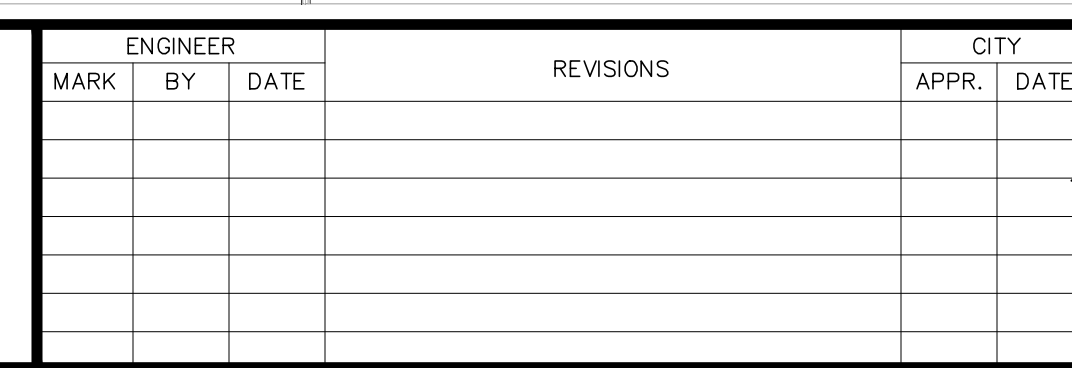 ENGINEER CITY
REVISIONS
MARK BY DATE APPR. DATE